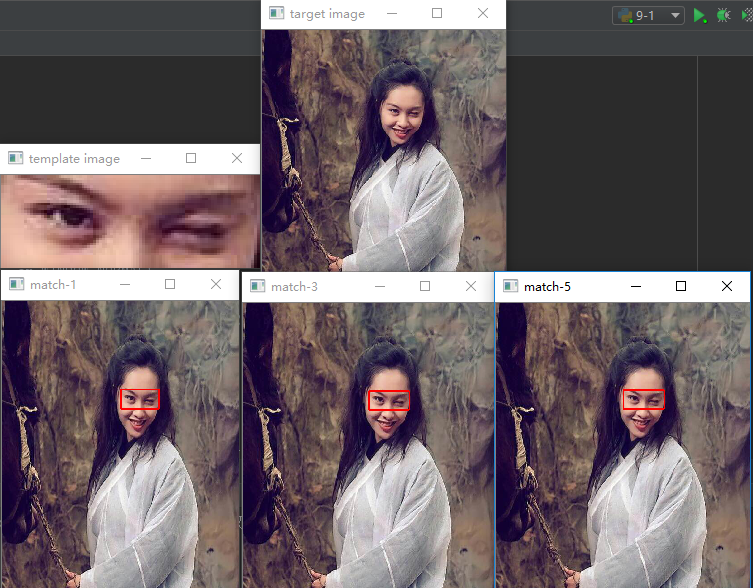 9-1
target image
template image
match-1
match-3
match-5